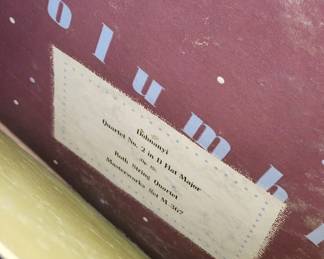 olumb
Dohnanyi
Quartet No. 2 in D Flat Major
Roth String Quartet
Masterworks Set M-367